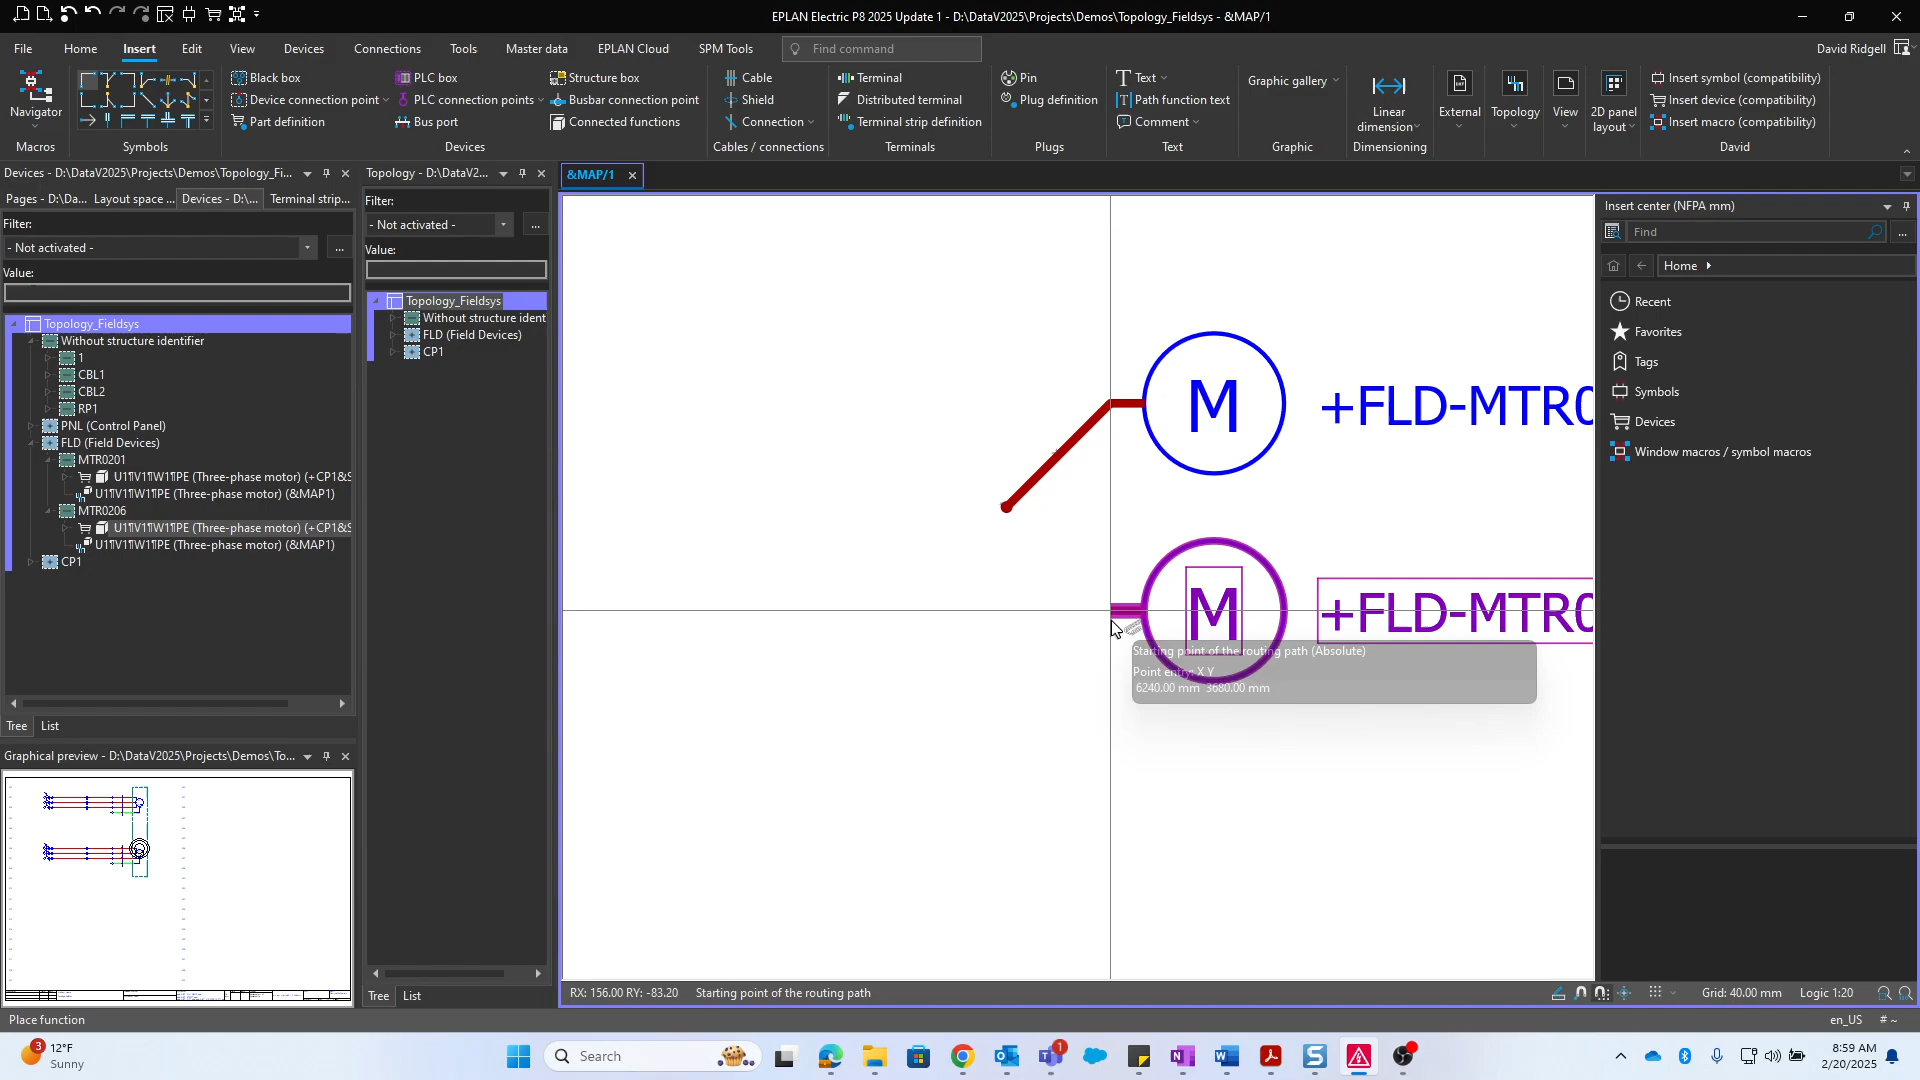 EPLAN Electric P8 2025 Update 1 - D:\DataV2025\Projects\Demos\Topology_Fieldsys - &MAP/1
File
Home
Insert
Edit
View
Devices
Connections
Tools
Master data
EPLAN Cloud
SPM Tools
Find command
David Ridgell
Navigator
Macros
Symbols
Black box
Device connection point
Part definition
PLC box
PLC connection points
Bus port
Structure box
Busbar connection point
Connected functions
Devices
Cable
Shield
Connection
Cables / connections
Terminal
Distributed terminal
Terminal strip definition
Terminals
Pin
Plug definition
Plugs
Text
Path function text
Comment
Text
Graphic gallery
Graphic
Linear
dimension
Dimensioning
External
Topology
View
2D panel
layout
Insert symbol (compatibility)
Insert device (compatibility)
Insert macro (compatibility)
David
Devices - D:\DataV2025\Projects\Demos\Topology_Fi...
Pages - D:\Da...
Layout space ...
Devices - D:\...
Terminal strip...
Filter:
- Not activated -
...
Value:
Topology_Fieldsys
Without structure identifier
1
CBL1
CBL2
RP1
PNL (Control Panel)
FLD (Field Devices)
MTR0201
U1¶V1¶W1¶PE (Three-phase motor) (+CP1&S
U1¶V1¶W1¶PE (Three-phase motor) (&MAP1)
MTR0206
U1¶V1¶W1¶PE (Three-phase motor) (+CP1&S
U1¶V1¶W1¶PE (Three-phase motor) (&MAP1)
CP1
Tree
List
Graphical preview - D:\DataV2025\Projects\Demos\To...
Topology - D:\DataV2...
Filter:
- Not activated -
...
Value:
Topology_Fieldsys
Without structure ident
FLD (Field Devices)
CP1
Tree
List
&MAP/1
M
+FLD-MTR0
M
+FLD-MTR0
Starting point of the routing path (Absolute)
Point entry: X Y
6240.00 mm 3680.00 mm
RX: 156.00 RY: -83.20
Starting point of the routing path
Grid: 40.00 mm
Logic 1:20
Insert center (NFPA mm)
Find
...
Home
Recent
Favorites
Tags
Symbols
Devices
Window macros / symbol macros
Place function
en_US
# ~
3
12°F
Sunny
Search
1
8:59 AM
2/20/2025